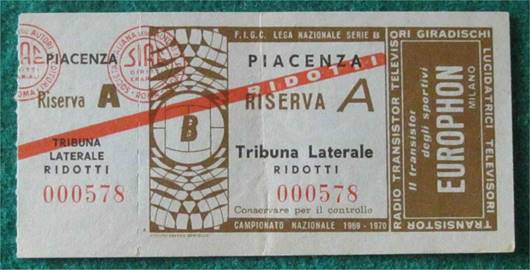 PIACENZA
Riserva A
TRIBUNA
LATERALE
RIDOTTI
000578
SIAE
B
F.I.G.C. LEGA NAZIONALE SERIE B
PIACENZA
RIDOTTI
RISERVA A
Tribuna Laterale
RIDOTTI
000578
Conservare per il controllo
CAMPIONATO NAZIONALE 1969 - 1970
RADIO TRANSISTOR TELEVISORI GIRADISCHI
LUCIDATRICI TELEVISORI
TRANSISTOR
Il transistor
degli sportivi
EUROPHON
MILANO